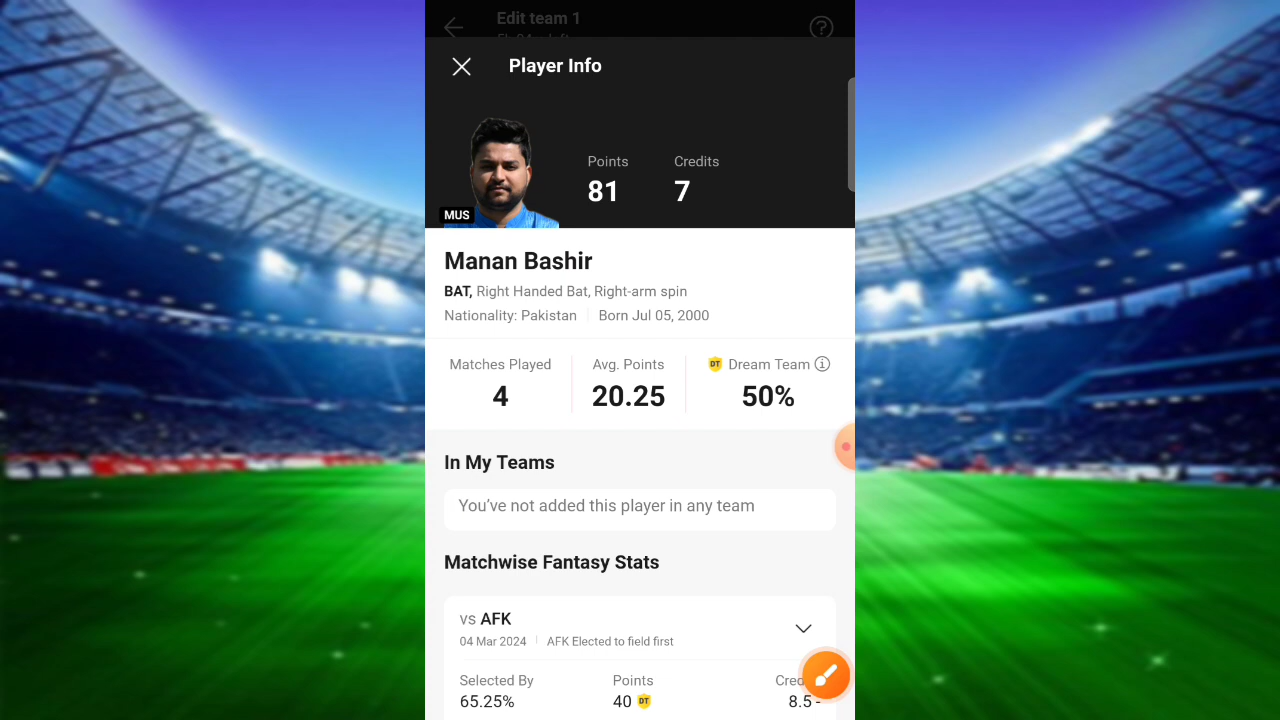 Edit team 1
Player Info
Points
Credits
81
7
MUS
Manan Bashir
BAT, Right Handed Bat, Right-arm spin
Nationality: Pakistan
Born Jul 05, 2000
Matches Played
Avg. Points
DT Dream Team
4
20.25
50%
In My Teams
You've not added this player in any team
Matchwise Fantasy Stats
vs AFK
04 Mar 2024
AFK Elected to field first
Selected By
Points
65.25%
40 DT
8.5